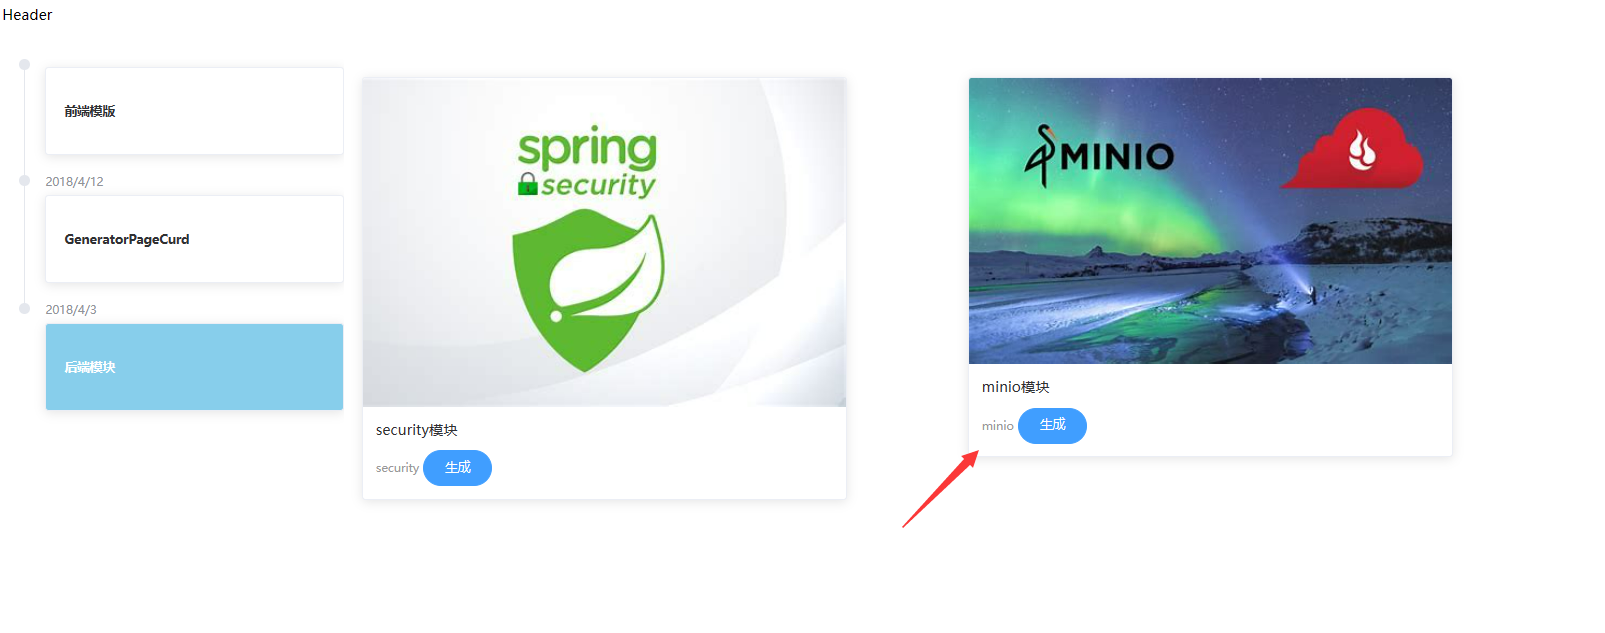 Header
前端模版
2018/4/12
GeneratorPageCurd
2018/4/3
后端模块
spring
security
security模块
security 生成
MINIO
minio模块
minio 生成